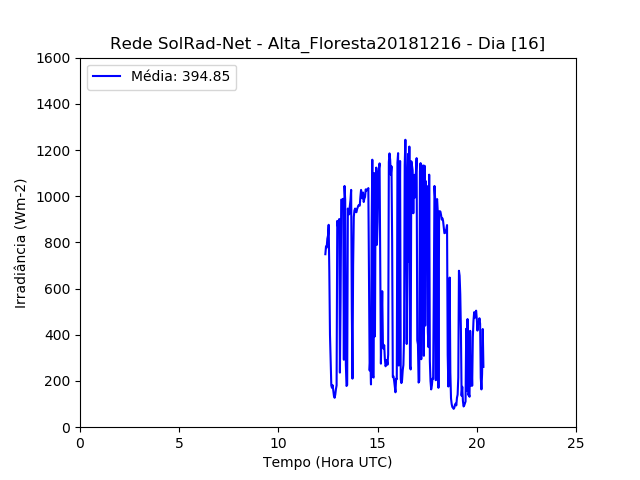 Rede SolRad-Net - Alta_Floresta20181216 - Dia [16]
Média: 394.85
1600
1400
1200
1000
800
600
400
200
0
Irradiância (Wm-2)
0 5 10 15 20 25
Tempo (Hora UTC)